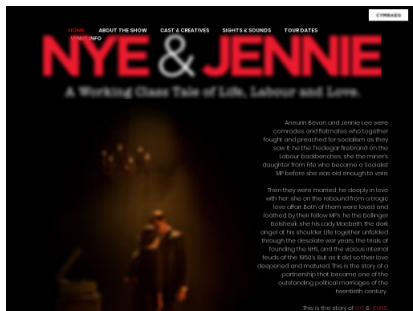 CYMRAEG
HOME ABOUT THE SHOW CAST & CREATIVES SIGHTS & SOUNDS TOUR DATES
INFO
NYE & JENNIE
A Working Class Tale of Life, Labour and Love.
Aneurin Bevan and Jennie Lee were
comrades and flatmates who together
fought and preached for socialism as they
saw it; he the Tredegar firebrand on the
Labour backbenches, she the miner's
daughter from Fife who became a Socialist
MP before she was old enough to vote.
Then they were married; he deeply in love
with her; she on the rebound from a tragic
love affair. Both of them were loved and
loathed by their fellow MPs; he the Bollinger
Bolshevik, she his Lady Macbeth, the dark
angel at his shoulder. Life together unfolded
through the desolate war years, the trials of
founding the NHS, and the vicious internal
feuds of the 1950's. But as it did so their love
deepened and matured. This is the story of a
partnership that became one of the
outstanding political marriages of the
twentieth century.
This is the story of NYE & JENNIE.